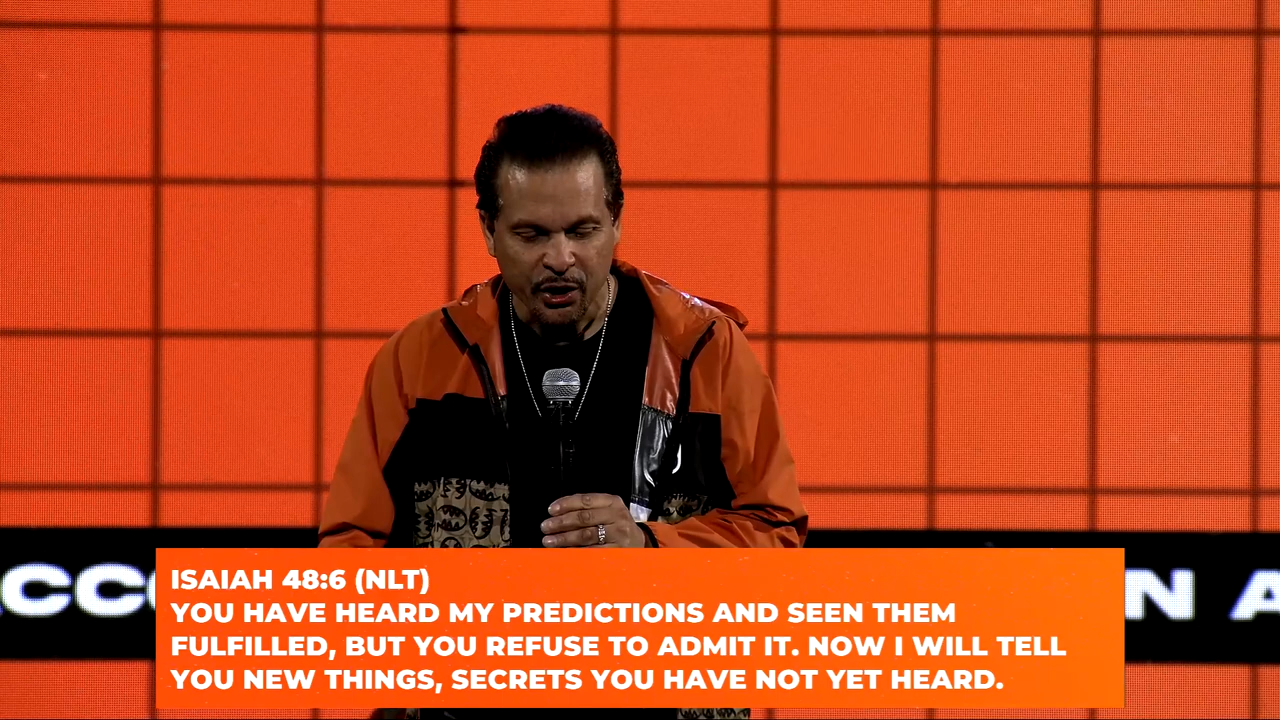 ISAIAH 48:6 (NLT)
YOU HAVE HEARD MY PREDICTIONS AND SEEN THEM
FULFILLED, BUT YOU REFUSE TO ADMIT IT. NOW I WILL TELL
YOU NEW THINGS, SECRETS YOU HAVE NOT YET HEARD.